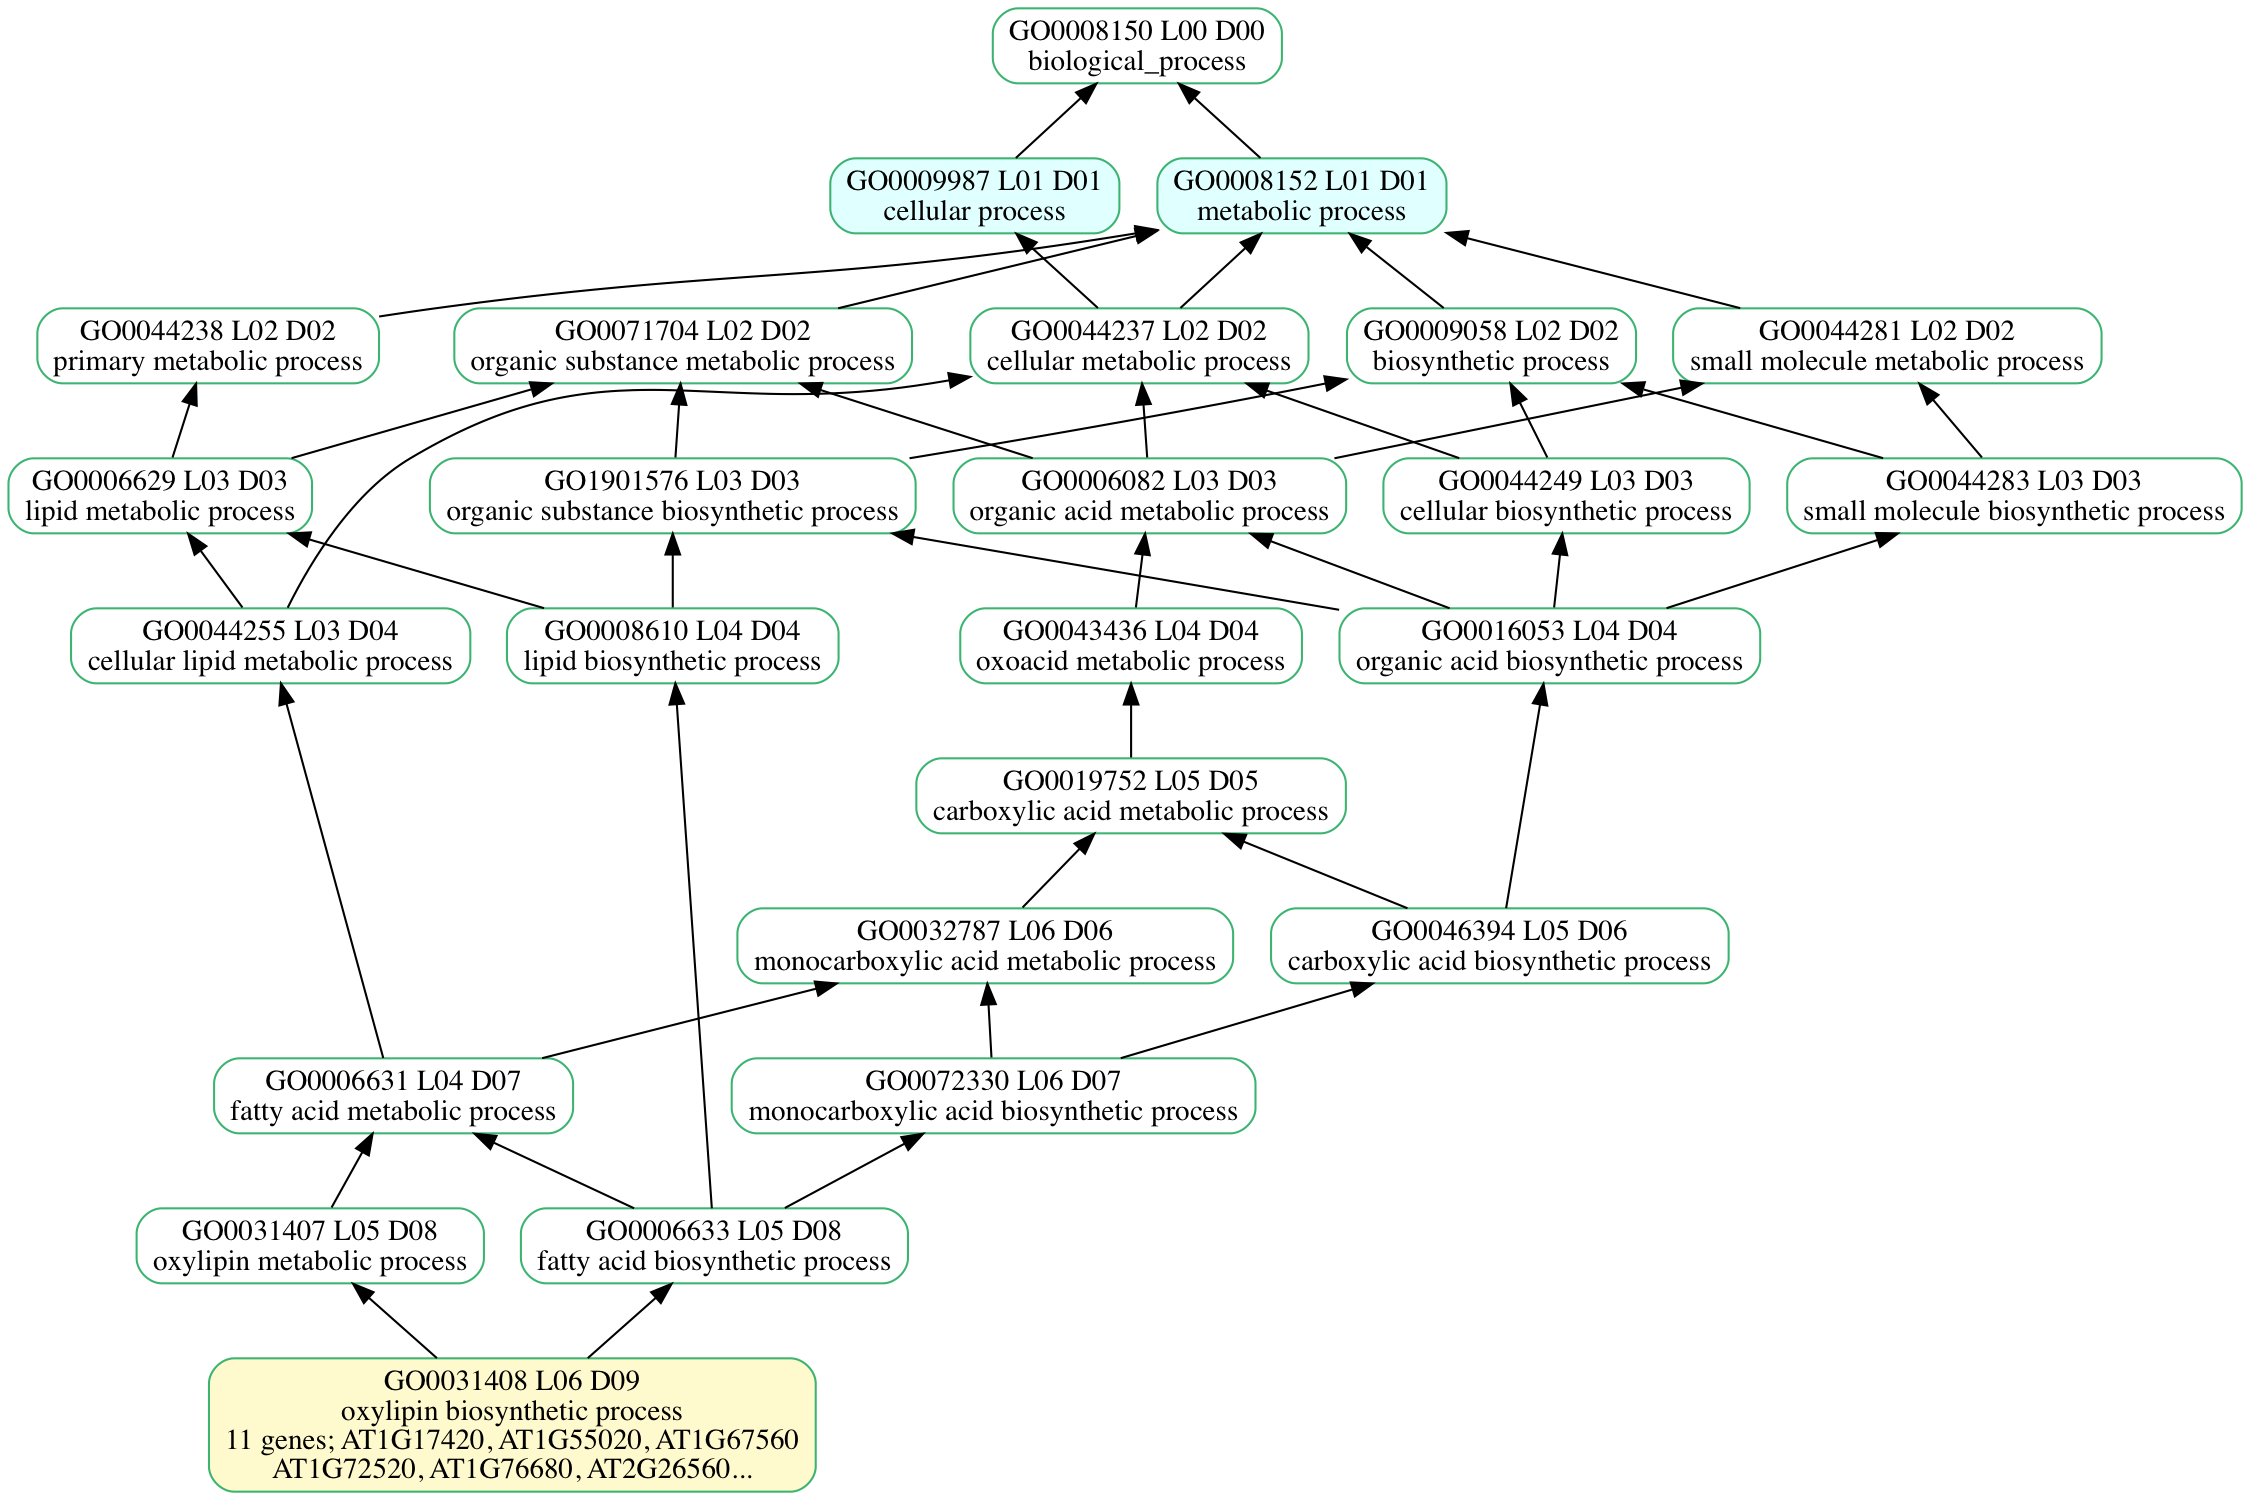 GO0008150 L00 D00
biological_process
GO0009987 L01 D01
cellular process
GO0008152 L01 D01
metabolic process
GO0044238 L02 D02
primary metabolic process
GO0071704 L02 D02
organic substance metabolic process
GO0044237 L02 D02
cellular metabolic process
GO0009058 L02 D02
biosynthetic process
GO0044281 L02 D02
small molecule metabolic process
GO0006629 L03 D03
lipid metabolic process
GO1901576 L03 D03
organic substance biosynthetic process
GO0006082 L03 D03
organic acid metabolic process
GO0044249 L03 D03
cellular biosynthetic process
GO0044283 L03 D03
small molecule biosynthetic process
GO0044255 L03 D04
cellular lipid metabolic process
GO0008610 L04 D04
lipid biosynthetic process
GO0043436 L04 D04
oxoacid metabolic process
GO0016053 L04 D04
organic acid biosynthetic process
GO0019752 L05 D05
carboxylic acid metabolic process
GO0032787 L06 D06
monocarboxylic acid metabolic process
GO0046394 L05 D06
carboxylic acid biosynthetic process
GO0006631 L04 D07
fatty acid metabolic process
GO0072330 L06 D07
monocarboxylic acid biosynthetic process
GO0031407 L05 D08
oxylipin metabolic process
GO0006633 L05 D08
fatty acid biosynthetic process
GO0031408 L06 D09
oxylipin biosynthetic process
11 genes; AT1G17420, AT1G55020, AT1G67560
AT1G72520, AT1G76680, AT2G26560...